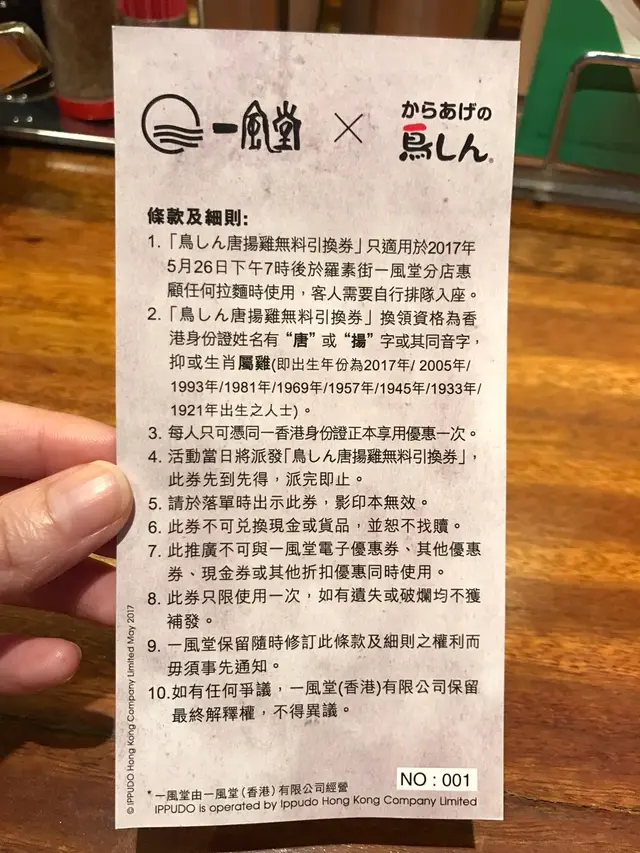 一風堂 × からあげの鳥しん®
條款及細則:
1. 「鳥しん唐揚雞無料引換券」只適用於2017年
5月26日下午7時後於羅素街一風堂分店惠
顧任何拉麵時使用，客人需要自行排隊入座。
2. 「鳥しん唐揚雞無料引換券」換領資格為香
港身份證姓名有 “唐” 或 “揚” 字或其同音字，
抑或生肖屬雞(即出生年份為2017年/ 2005年/
1993年/1981年/1969年/1957年/1945年/1933年/
1921年出生之人士)。
3. 每人只可憑同一香港身份證正本享用優惠一次。
4. 活動當日將派發「鳥しん唐揚雞無料引換券」，
此券先到先得，派完即止。
5. 請於落單時出示此券，影印本無效。
6. 此券不可兌換現金或貨品，並恕不找贖。
7. 此推廣不可與一風堂電子優惠券、其他優惠
券、現金券或其他折扣優惠同時使用。
8. 此券只限使用一次，如有遺失或破爛均不獲
補發。
9. 一風堂保留隨時修訂此條款及細則之權利而
毋須事先通知。
10.如有任何爭議，一風堂(香港)有限公司保留
最終解釋權，不得異議。
NO : 001
* 一風堂由一風堂（香港）有限公司經營
IPPUDO is operated by Ippudo Hong Kong Company Limited
© IPPUDO Hong Kong Company Limited May 2017